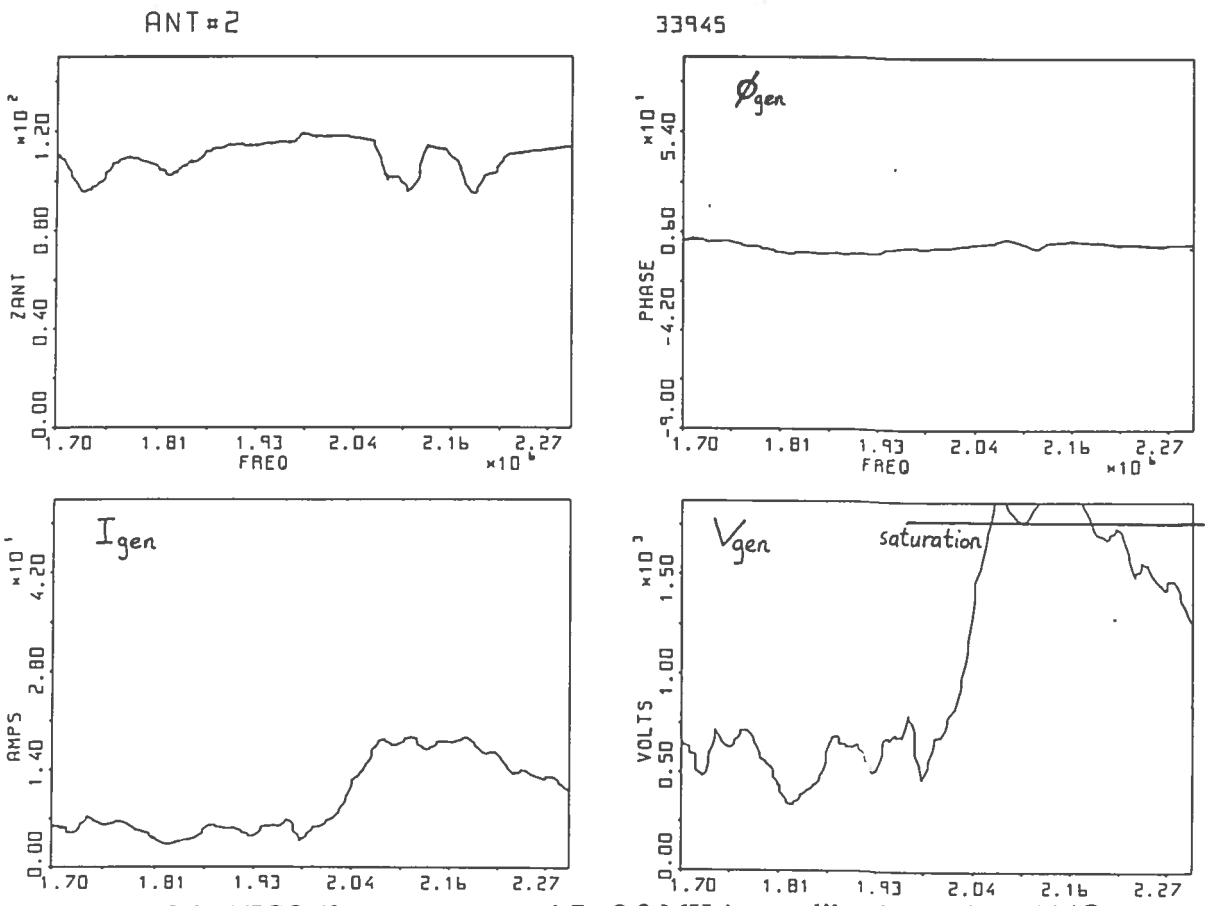 ANT#2
33945
×10²
1.20
0.80
0.40
0.00
ZANT
1.70 1.81 1.93 2.04 2.16 2.27
FREQ ×10⁶
ϕgen
×10¹
5.40
0.60
-4.20
-9.00
PHASE
1.70 1.81 1.93 2.04 2.16 2.27
FREQ ×10⁶
Igen
×10¹
4.20
2.80
1.40
0.00
AMPS
1.70 1.81 1.93 2.04 2.16 2.27
Vgen
saturation
×10³
1.50
1.00
0.50
0.00
VOLTS
1.70 1.81 1.93 2.04 2.16 2.27